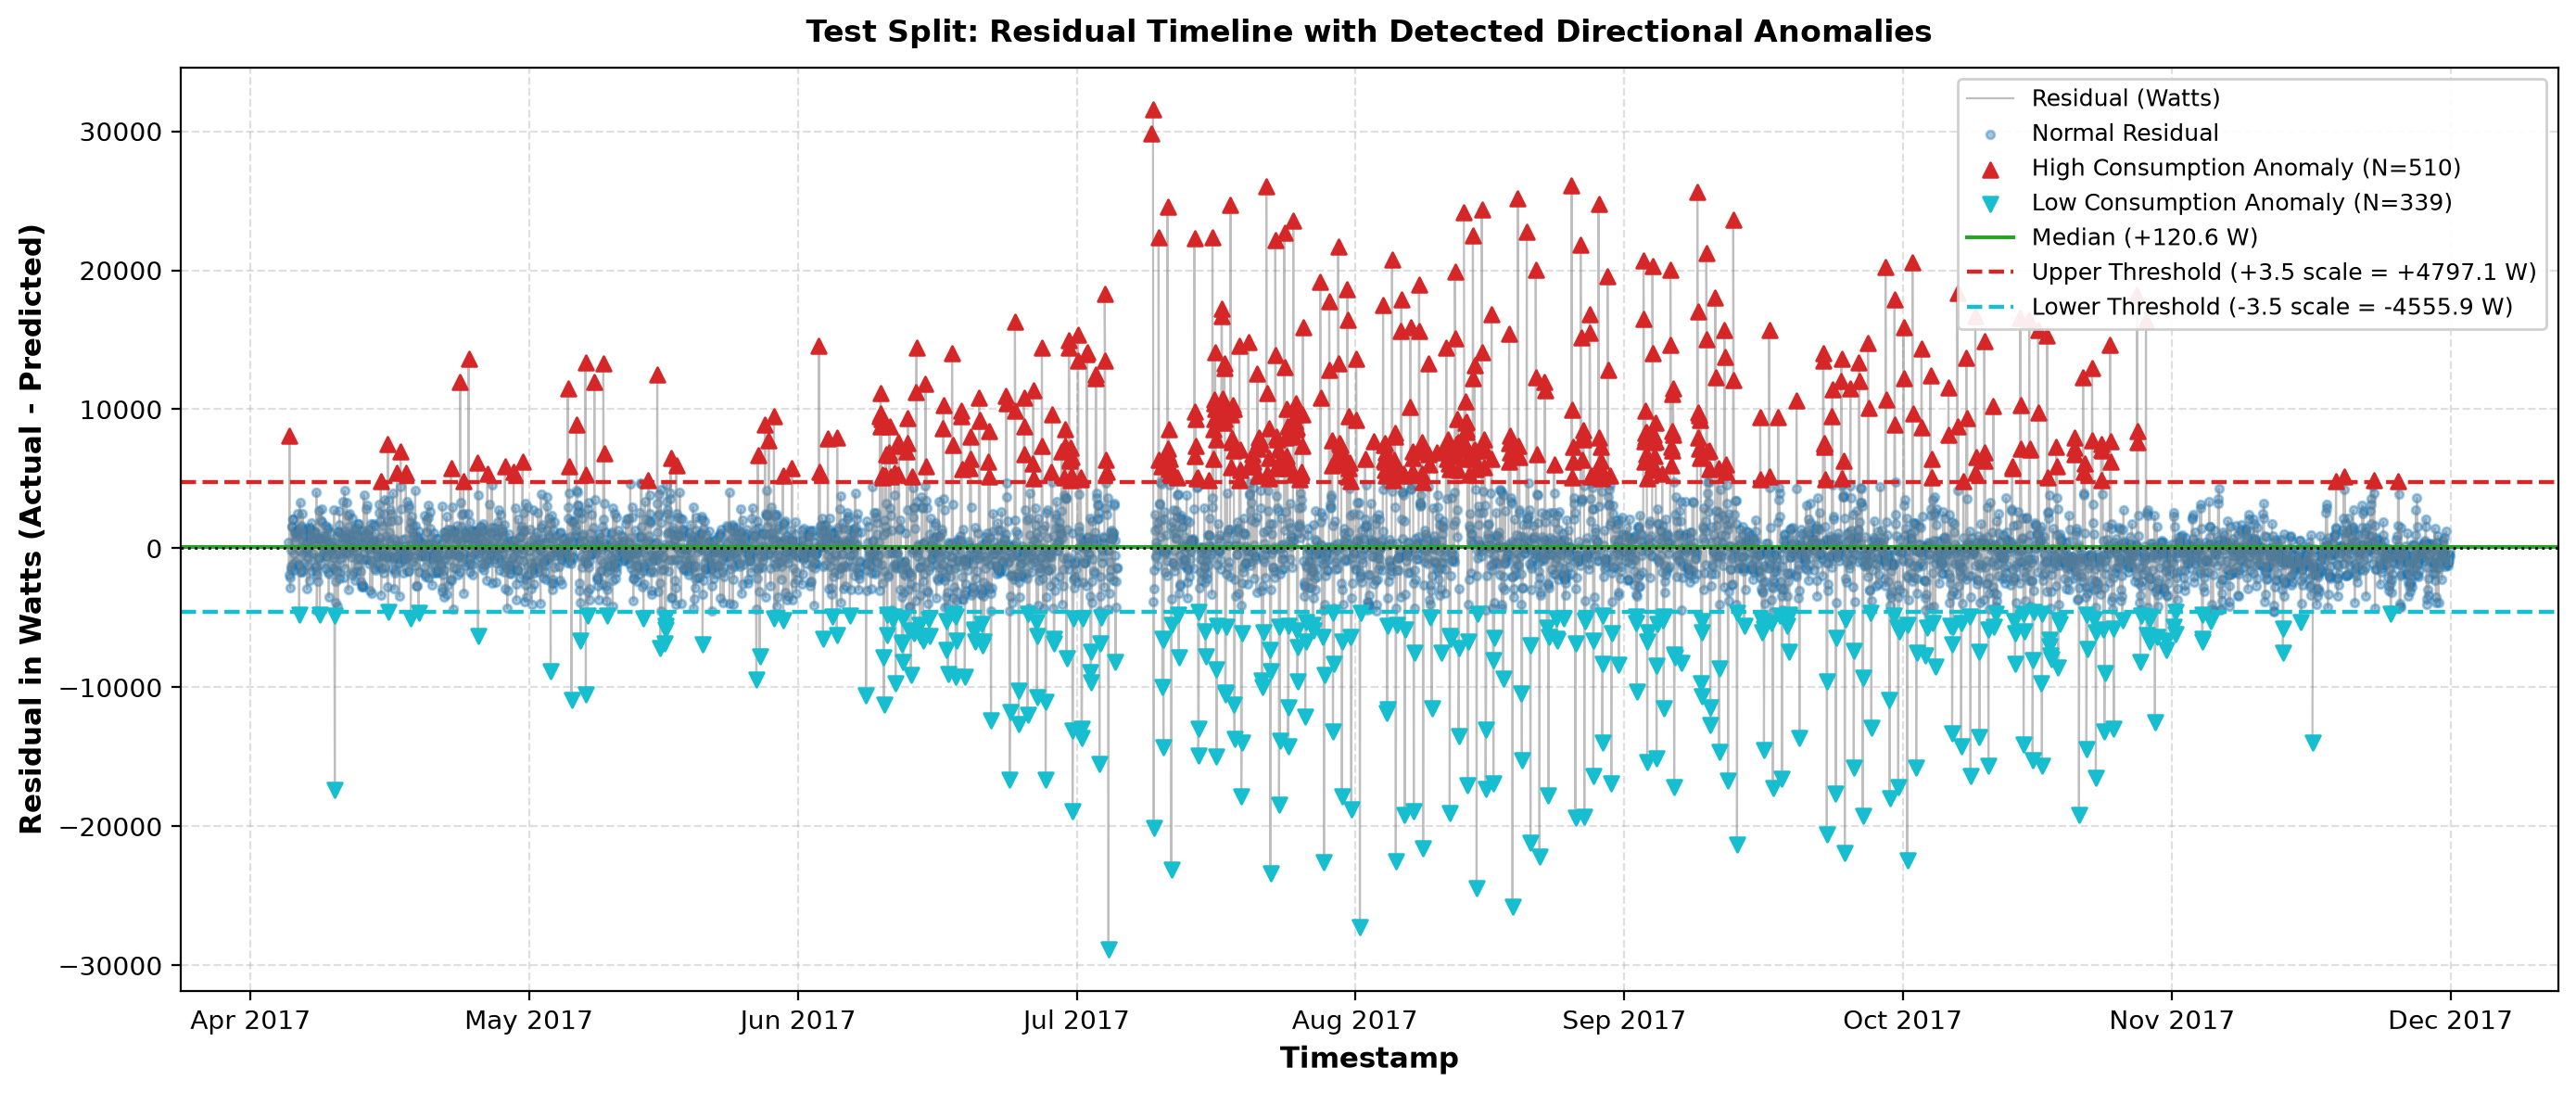 Test Split: Residual Timeline with Detected Directional Anomalies
Residual (Watts)
Normal Residual
High Consumption Anomaly (N=510)
Low Consumption Anomaly (N=339)
Median (+120.6 W)
Upper Threshold (+3.5 scale = +4797.1 W)
Lower Threshold (-3.5 scale = -4555.9 W)
Residual in Watts (Actual - Predicted)
30000
20000
10000
0
−10000
−20000
−30000
Apr 2017 May 2017 Jun 2017 Jul 2017 Aug 2017 Sep 2017 Oct 2017 Nov 2017 Dec 2017
Timestamp